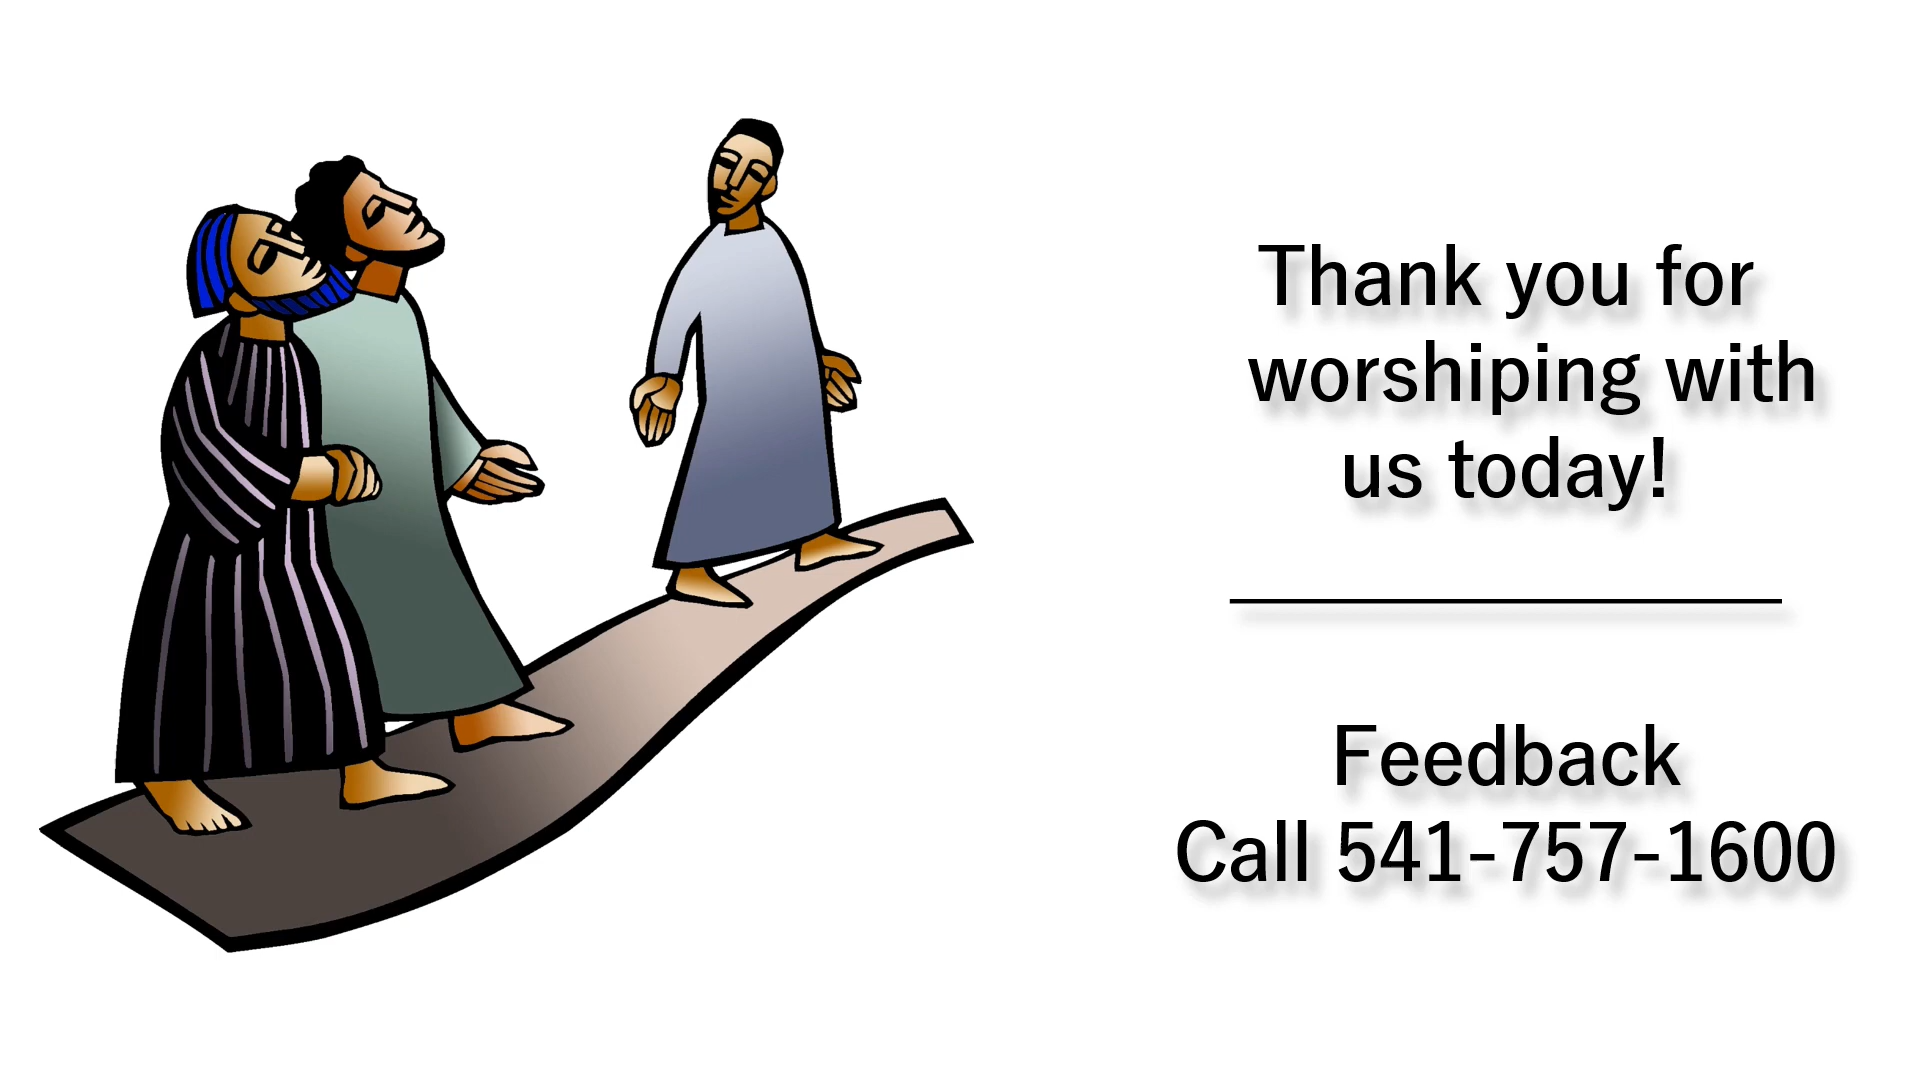 Thank you for
worshiping with
us today!
Feedback
Call 541-757-1600